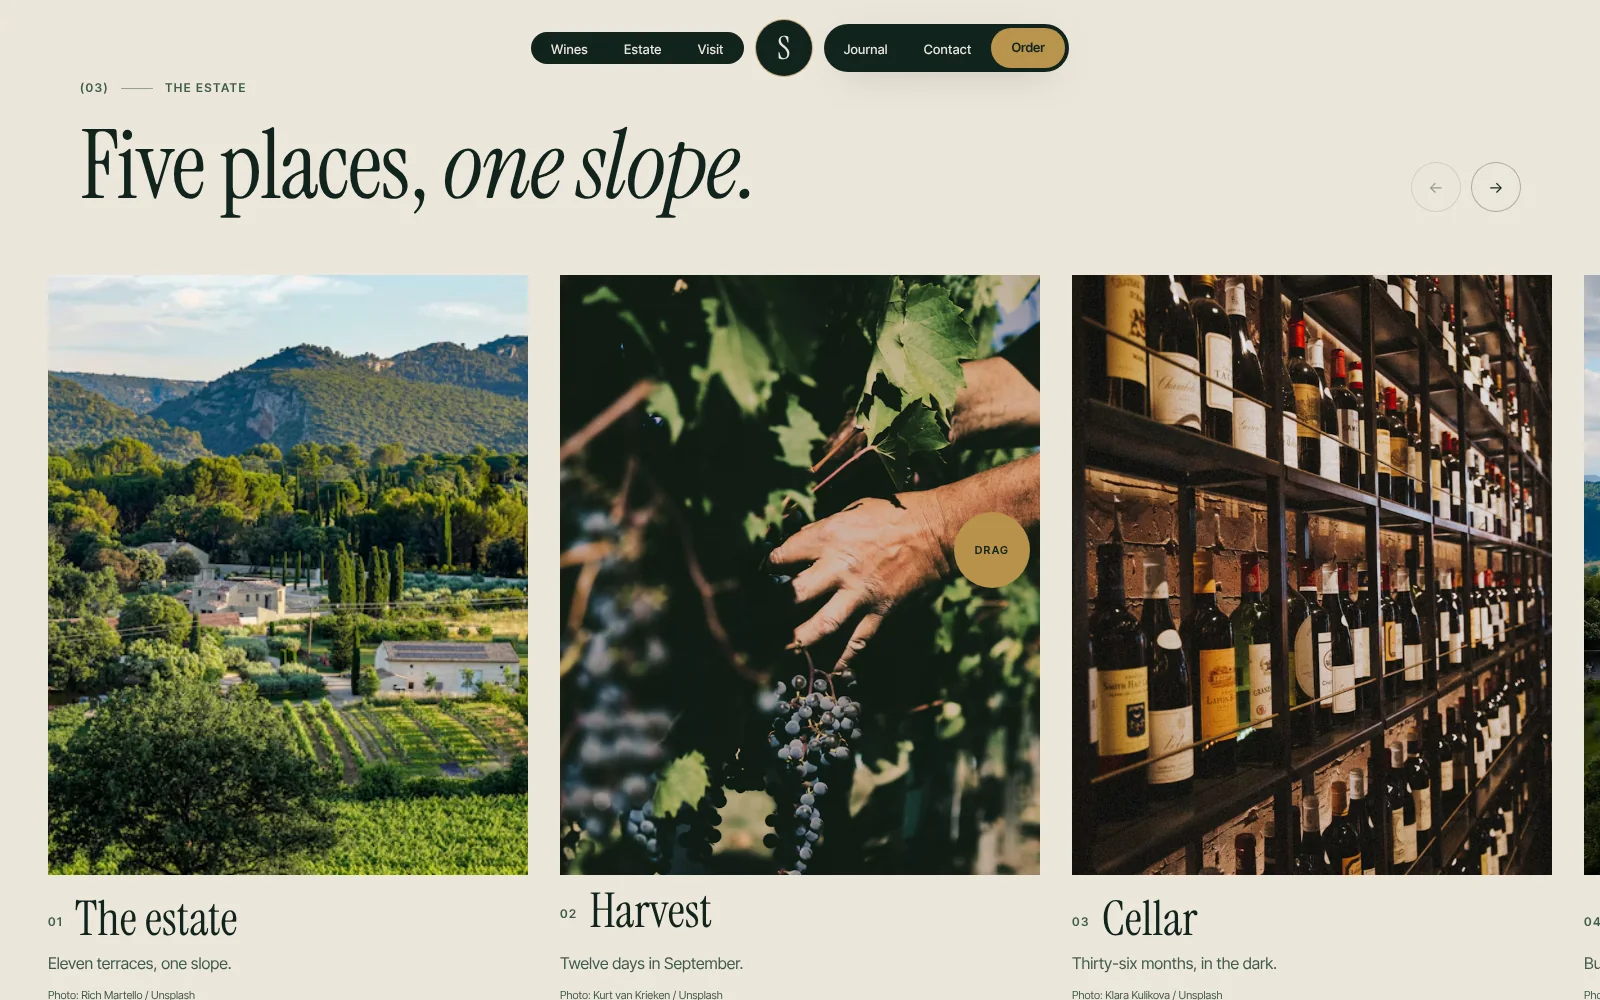 Wines Estate Visit S Journal Contact Order
(03) THE ESTATE
Five places, one slope.
DRAG
01 The estate
Eleven terraces, one slope.
Photo: Rich Martello / Unsplash
02 Harvest
Twelve days in September.
Photo: Kurt van Krieken / Unsplash
03 Cellar
Thirty-six months, in the dark.
Photo: Klara Kulikova / Unsplash
04
Bu
Pho